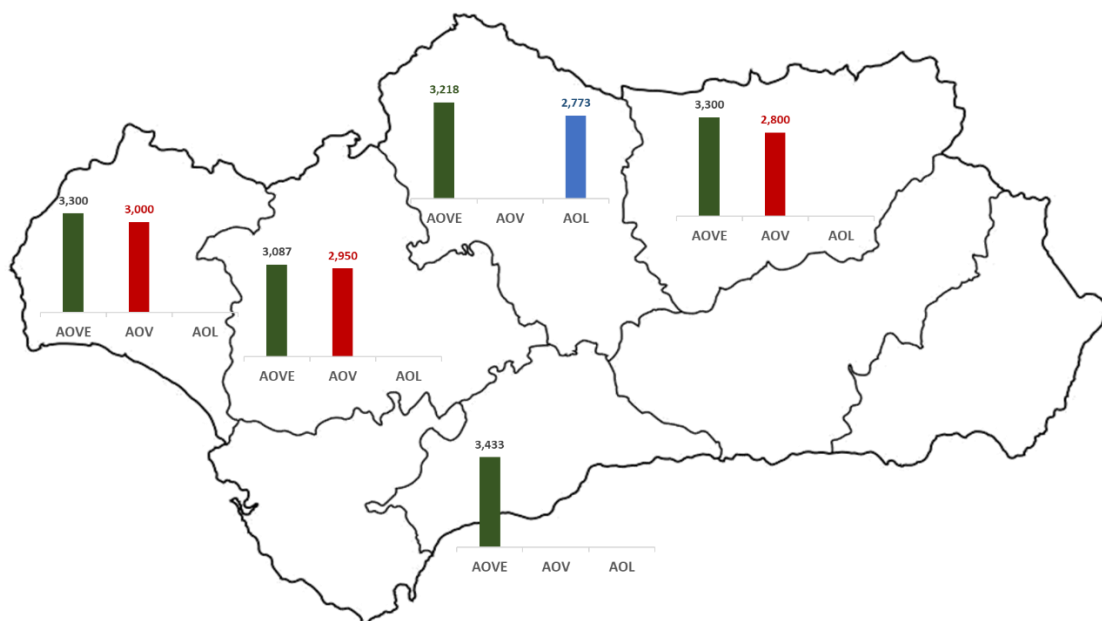 3,218
2,773
AOVE AOV AOL
3,300
2,800
AOVE AOV AOL
3,300
3,000
AOVE AOV AOL
3,087
2,950
AOVE AOV AOL
3,433
AOVE AOV AOL